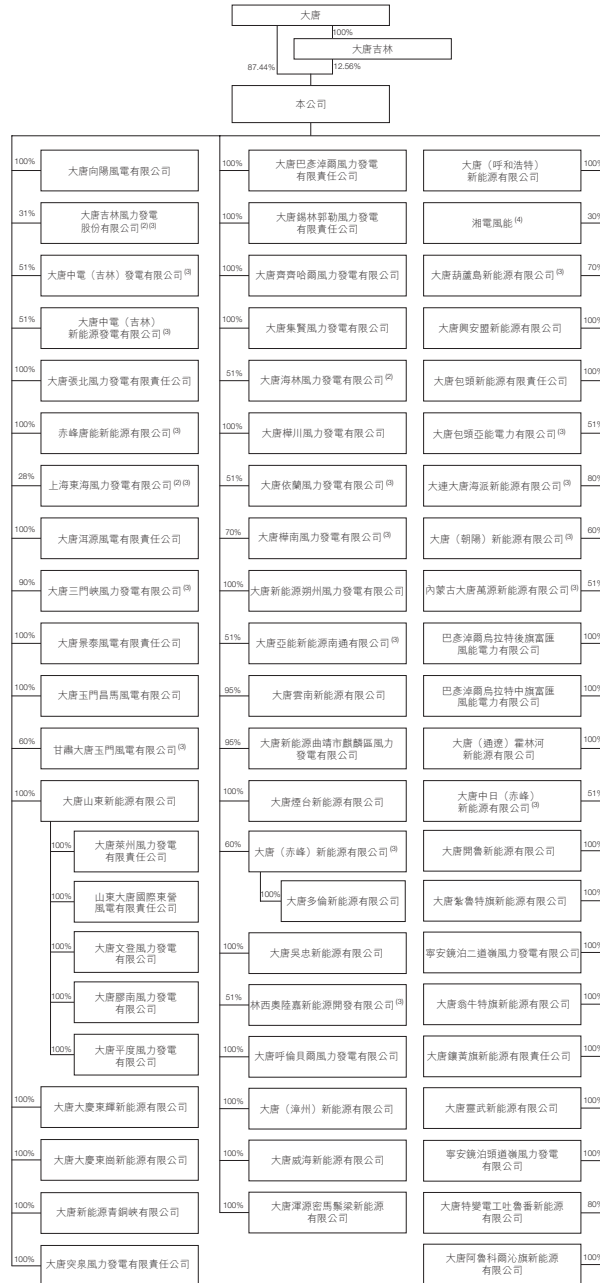 大唐
100%
大唐吉林
87.44%
12.56%
本公司
100%
大唐向陽風電有限公司
31%
大唐吉林風力發電
股份有限公司(2)(3)
51%
大唐中電（吉林）發電有限公司(3)
51%
大唐中電（吉林）
新能源發電有限公司(3)
100%
大唐張北風力發電有限責任公司
100%
赤峰唐能新能源有限公司(3)
28%
上海東海風力發電有限公司(2)(3)
100%
大唐洱源風電有限責任公司
90%
大唐三門峽風力發電有限公司(3)
100%
大唐景泰風電有限責任公司
100%
大唐玉門昌馬風電有限公司
60%
甘肅大唐玉門風電有限公司(3)
100%
大唐山東新能源有限公司
100%
大唐萊州風力發電
有限責任公司
100%
山東大唐國際東營
風電有限責任公司
100%
大唐文登風力發電
有限公司
100%
大唐膠南風力發電
有限公司
100%
大唐平度風力發電
有限公司
100%
大唐大慶東輝新能源有限公司
100%
大唐大慶東崗新能源有限公司
100%
大唐新能源青銅峽有限公司
100%
大唐突泉風力發電有限責任公司
100%
大唐巴彥淖爾風力發電
有限責任公司
100%
大唐錫林郭勒風力發電
有限責任公司
100%
大唐齊齊哈爾風力發電有限公司
100%
大唐集賢風力發電有限公司
51%
大唐海林風力發電有限公司(2)
100%
大唐樺川風力發電有限公司
51%
大唐依蘭風力發電有限公司(3)
70%
大唐樺南風力發電有限公司(3)
100%
大唐新能源朔州風力發電有限公司
51%
大唐亞能新能源南通有限公司(3)
95%
大唐雲南新能源有限公司
95%
大唐新能源曲靖市麒麟區風力
發電有限公司
100%
大唐煙台新能源有限公司
60%
大唐（赤峰）新能源有限公司(3)
100%
大唐多倫新能源有限公司
100%
大唐吳忠新能源有限公司
51%
林西奧陸嘉新能源開發有限公司(3)
100%
大唐呼倫貝爾風力發電有限公司
100%
大唐（漳州）新能源有限公司
100%
大唐威海新能源有限公司
100%
大唐渾源密馬鬃梁新能源
有限公司
大唐（呼和浩特）
新能源有限公司
100%
湘電風能(4)
30%
大唐葫蘆島新能源有限公司(3)
70%
大唐興安盟新能源有限公司
100%
大唐包頭新能源有限責任公司
100%
大唐包頭亞能電力有限公司(3)
51%
大連大唐海派新能源有限公司(3)
80%
大唐（朝陽）新能源有限公司(3)
60%
內蒙古大唐萬源新能源有限公司(3)
51%
巴彥淖爾烏拉特後旗富匯
風能電力有限公司
100%
巴彥淖爾烏拉特中旗富匯
風能電力有限公司
100%
大唐（通遼）霍林河
新能源有限公司
100%
大唐中日（赤峰）
新能源有限公司(3)
51%
大唐開魯新能源有限公司
100%
大唐紮魯特旗新能源有限公司
100%
寧安鏡泊二道嶺風力發電有限公司
100%
大唐翁牛特旗新能源有限公司
100%
大唐鑲黃旗新能源有限責任公司
100%
大唐靈武新能源有限公司
100%
寧安鏡泊頭道嶺風力發電
有限公司
100%
大唐特變電工吐魯番新能源
有限公司
80%
大唐阿魯科爾沁旗新能源
有限公司
100%